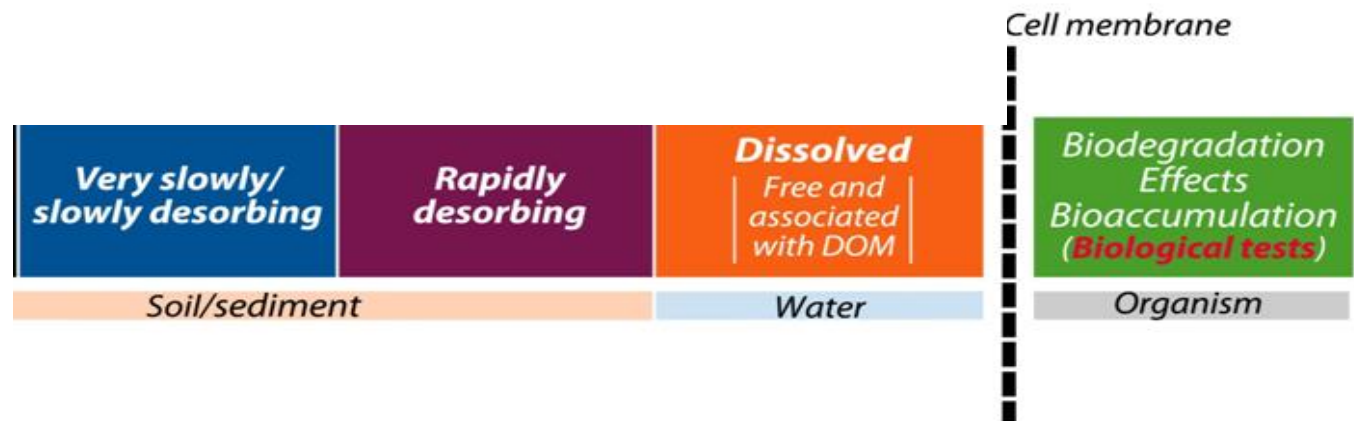 Cell membrane
Very slowly/
slowly desorbing
Rapidly
desorbing
Dissolved
Free and
associated
with DOM
Biodegradation
Effects
Bioaccumulation
(Biological tests)
Soil/sediment
Water
Organism